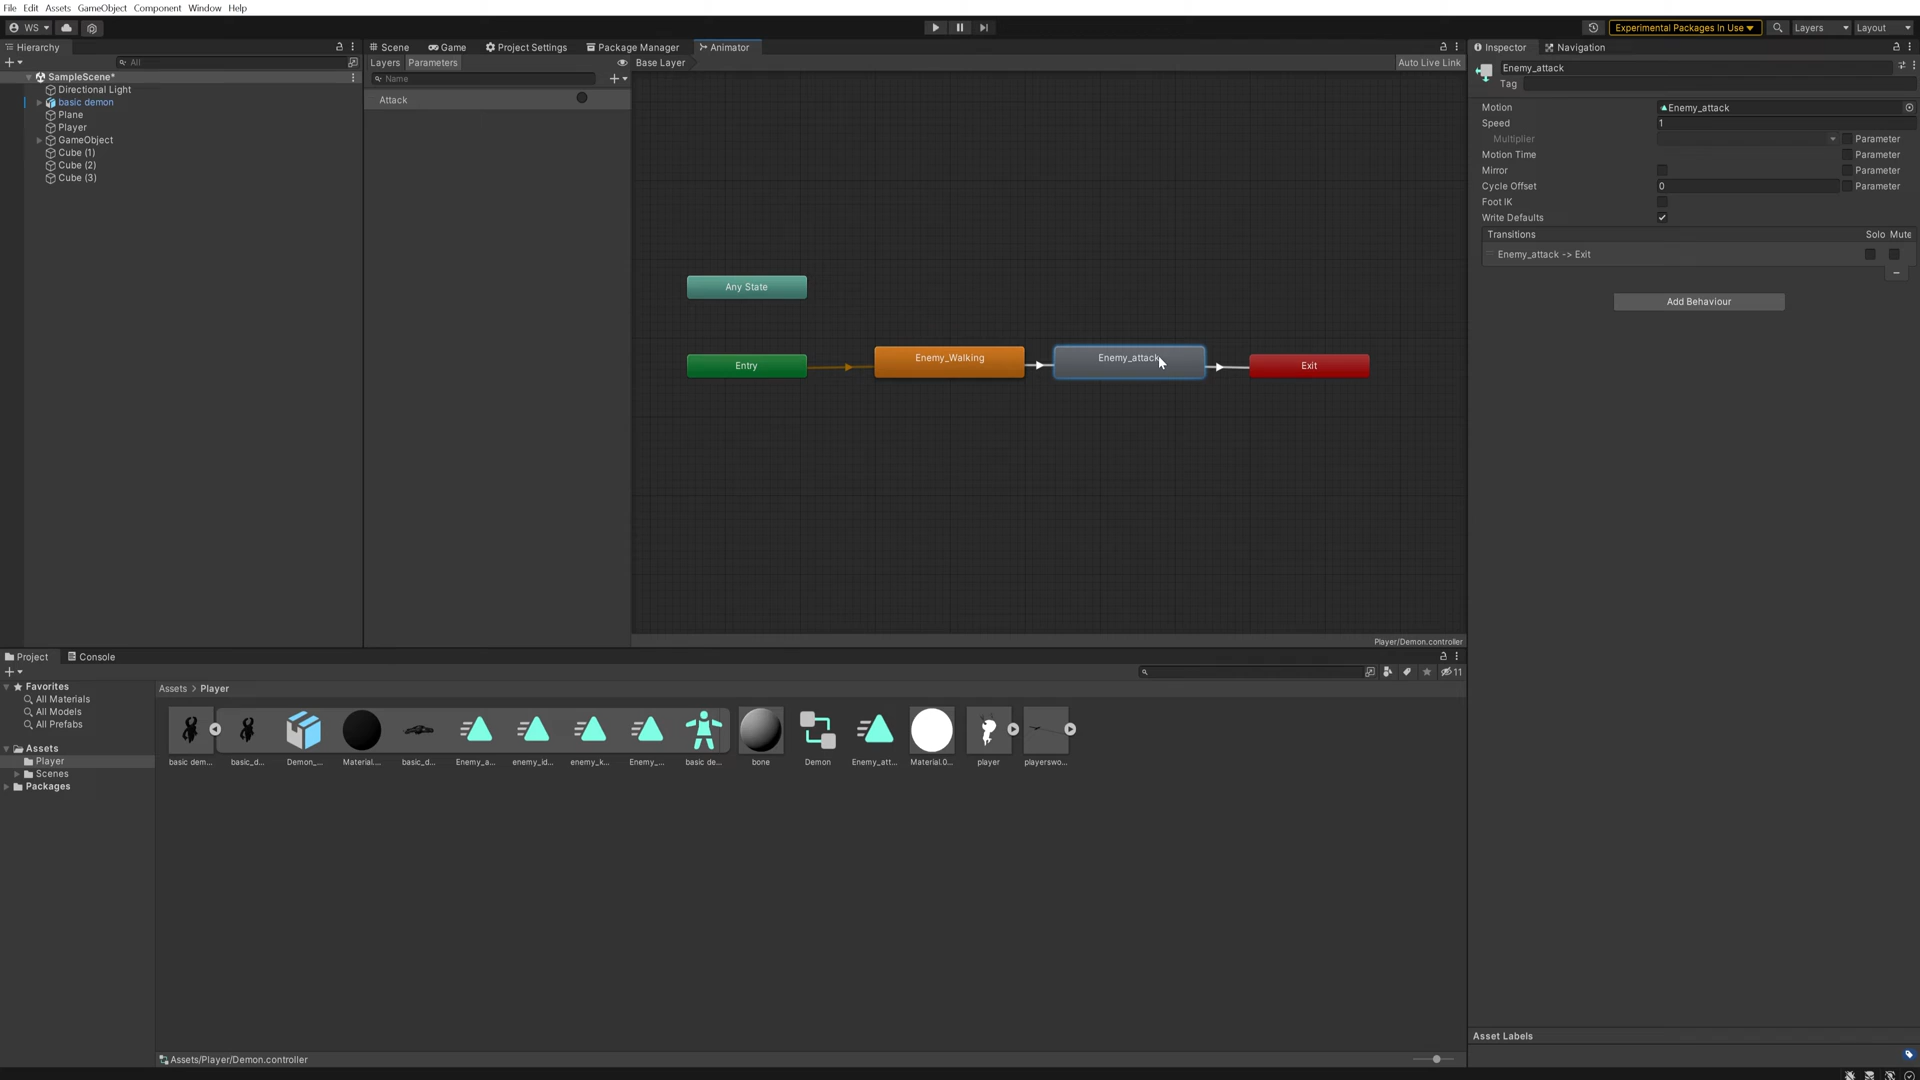 File Edit Assets GameObject Component Window Help
WS
Experimental Packages In Use
Layers
Layout
Hierarchy
All
SampleScene*
Directional Light
basic demon
Plane
Player
GameObject
Cube (1)
Cube (2)
Cube (3)
Scene
Game
Project Settings
Package Manager
Animator
Layers
Parameters
Base Layer
Auto Live Link
Name
Attack
Any State
Entry
Enemy_Walking
Enemy_attack
Exit
Player/Demon.controller
Inspector
Navigation
Enemy_attack
Tag
Motion
Enemy_attack
Speed
1
Multiplier
Parameter
Motion Time
Parameter
Mirror
Parameter
Cycle Offset
0
Parameter
Foot IK
Write Defaults
Transitions
Solo Mute
Enemy_attack -> Exit
Add Behaviour
Project
Console
11
Favorites
All Materials
All Models
All Prefabs
Assets
Player
Scenes
Packages
Assets > Player
basic dem...
basic_d...
Demon_...
Material....
basic_d...
Enemy_a...
enemy_id...
enemy_k...
Enemy_...
basic de...
bone
Demon
Enemy_att...
Material.0...
player
playerswo...
Assets/Player/Demon.controller
Asset Labels